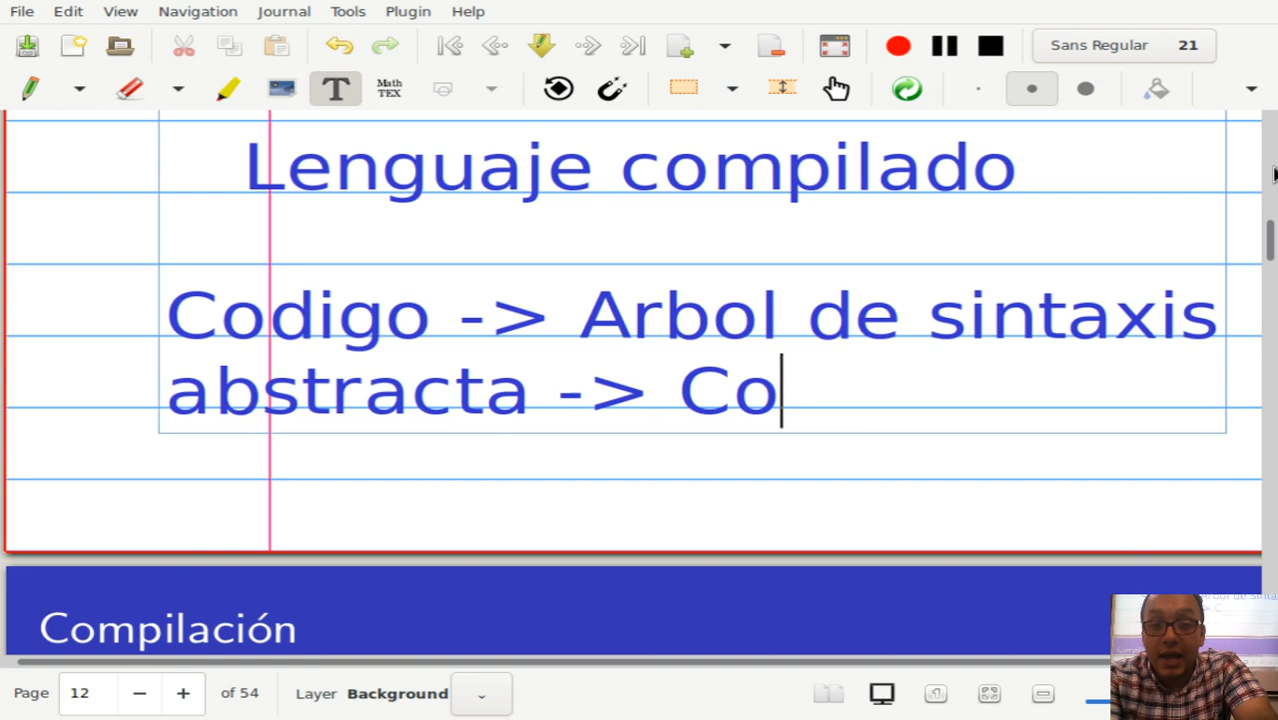 File Edit View Navigation Journal Tools Plugin Help
Sans Regular 21
Math
TEX
Lenguaje compilado
Codigo -> Arbol de sintaxis
abstracta -> Co
Compilación
Page 12 of 54 Layer Background